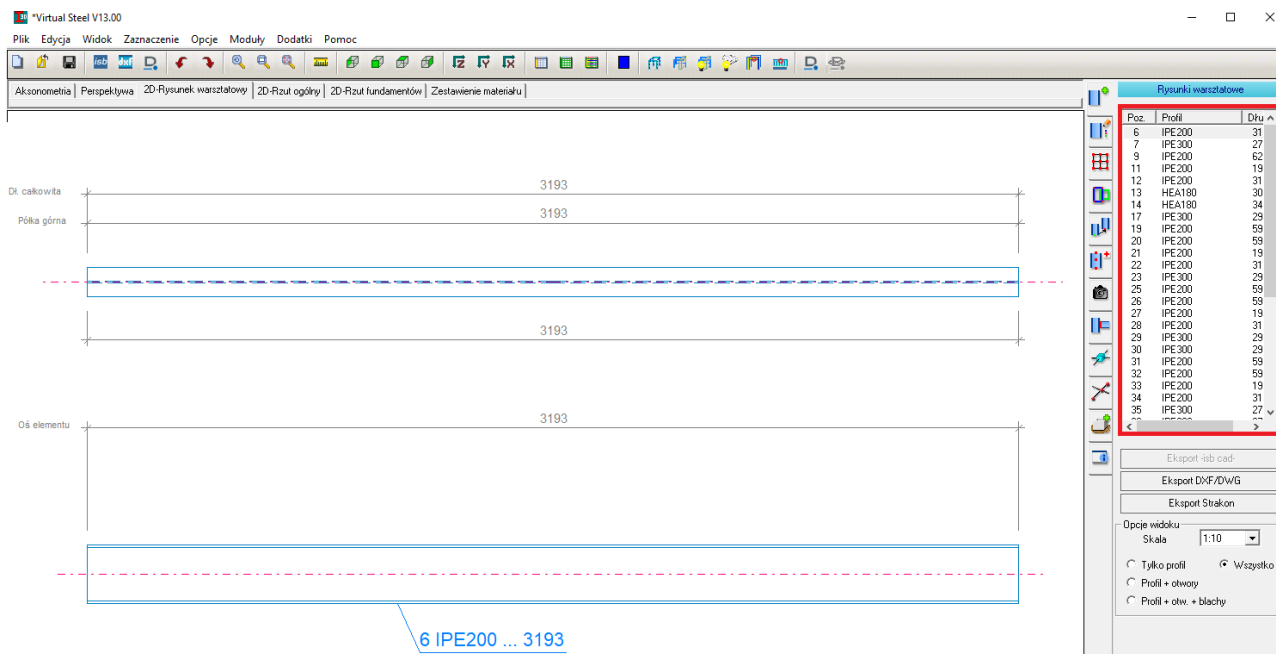 *Virtual Steel V13.00
Plik Edycja Widok Zaznaczenie Opcje Moduły Dodatki Pomoc
isb dxf D Z Y X D
Aksonometria Perspektywa 2D-Rysunek warsztatowy 2D-Rzut ogólny 2D-Rzut fundamentów Zestawienie materiału
Rysunki warsztatowe
Poz. Profil Dłu
6 IPE200 31
7 IPE300 27
9 IPE200 62
11 IPE200 19
12 IPE200 31
13 HEA180 30
14 HEA180 34
17 IPE300 29
19 IPE200 59
20 IPE200 59
21 IPE200 19
22 IPE200 31
23 IPE300 29
24 IPE300 29
25 IPE200 59
26 IPE200 59
27 IPE200 19
28 IPE200 31
29 IPE300 29
30 IPE300 29
31 IPE200 59
32 IPE200 59
33 IPE200 19
34 IPE200 31
35 IPE300 27
Dł. całkowita 3193
Półka górna 3193
3193
Oś elementu 3193
6 IPE200 ... 3193
Eksport -isb cad-
Eksport DXF/DWG
Eksport Strakon
Opcje widoku
Skala 1:10
Tylko profil Wszystko
Profil + otwory
Profil + otw. + blachy